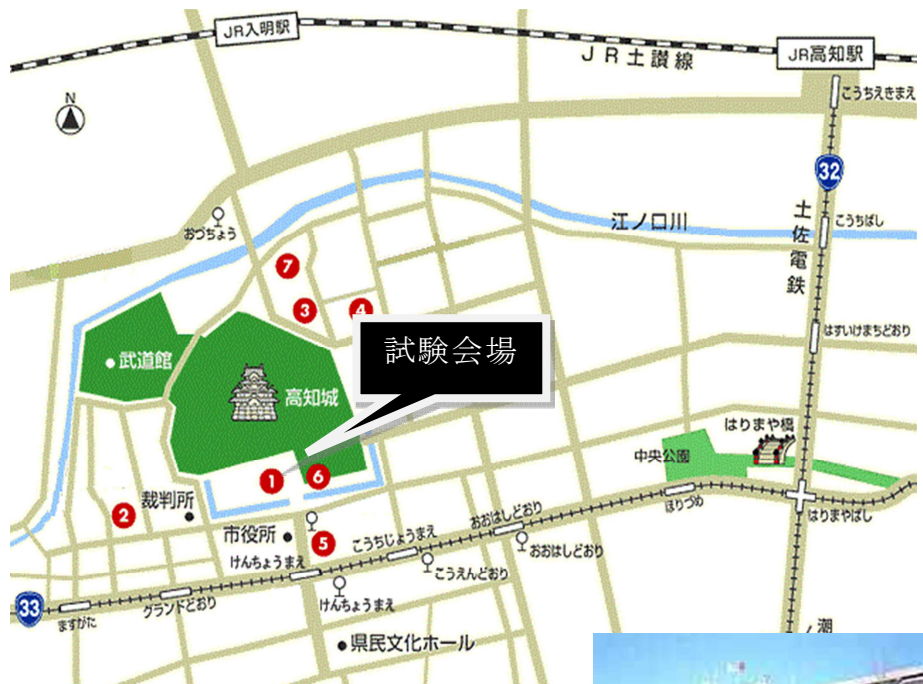 JR入明駅
JR土讃線
JR高知駅
こうちえきまえ
N
32
おづちょう
江ノ口川
土佐電鉄
こうちばし
7
3
4
はすいけまちどおり
試験会場
武道館
高知城
はりまや橋
中央公園
1
6
2
裁判所
ほりづめ
はりまやばし
市役所
5
おおはしどおり
こうちじょうまえ
おおはしどおり
けんちょうまえ
こうえんどおり
33
ますがた
グランドどおり
けんちょうまえ
県民文化ホール
潮